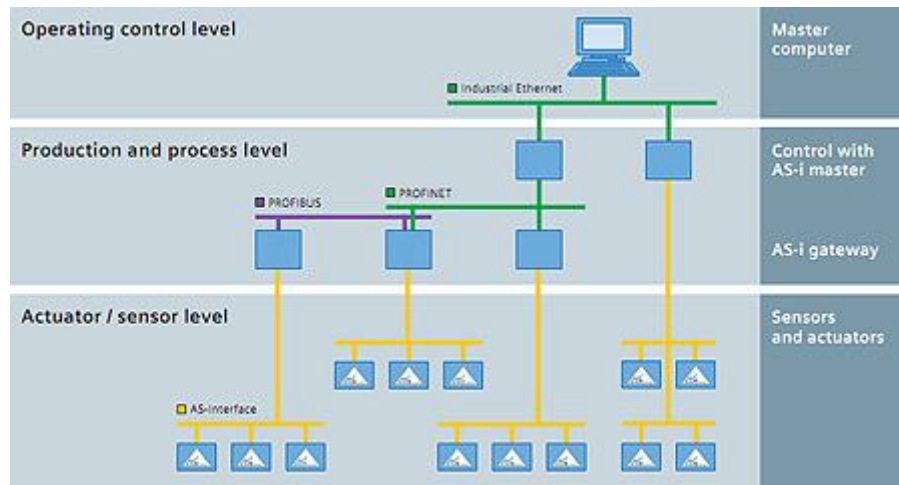 Operating control level
Master
computer
Industrial Ethernet
Production and process level
Control with
AS-i master
PROFINET
PROFIBUS
AS-i gateway
Actuator / sensor level
Sensors
and actuators
AS-Interface